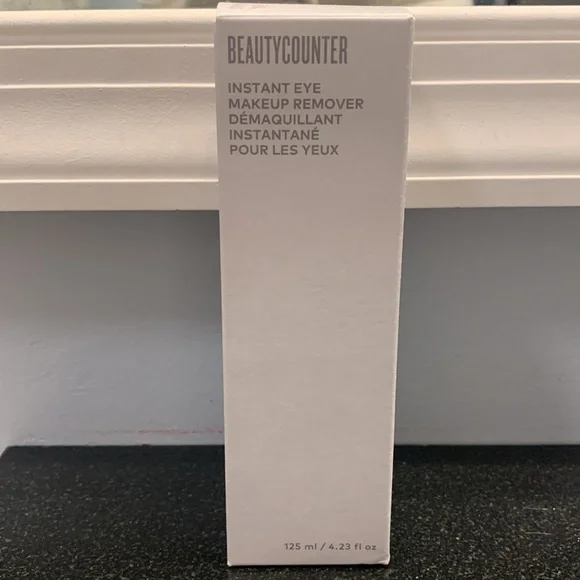 BEAUTYCOUNTER
INSTANT EYE
MAKEUP REMOVER
DÉMAQUILLANT
INSTANTANÉ
POUR LES YEUX
125 ml / 4.23 fl oz